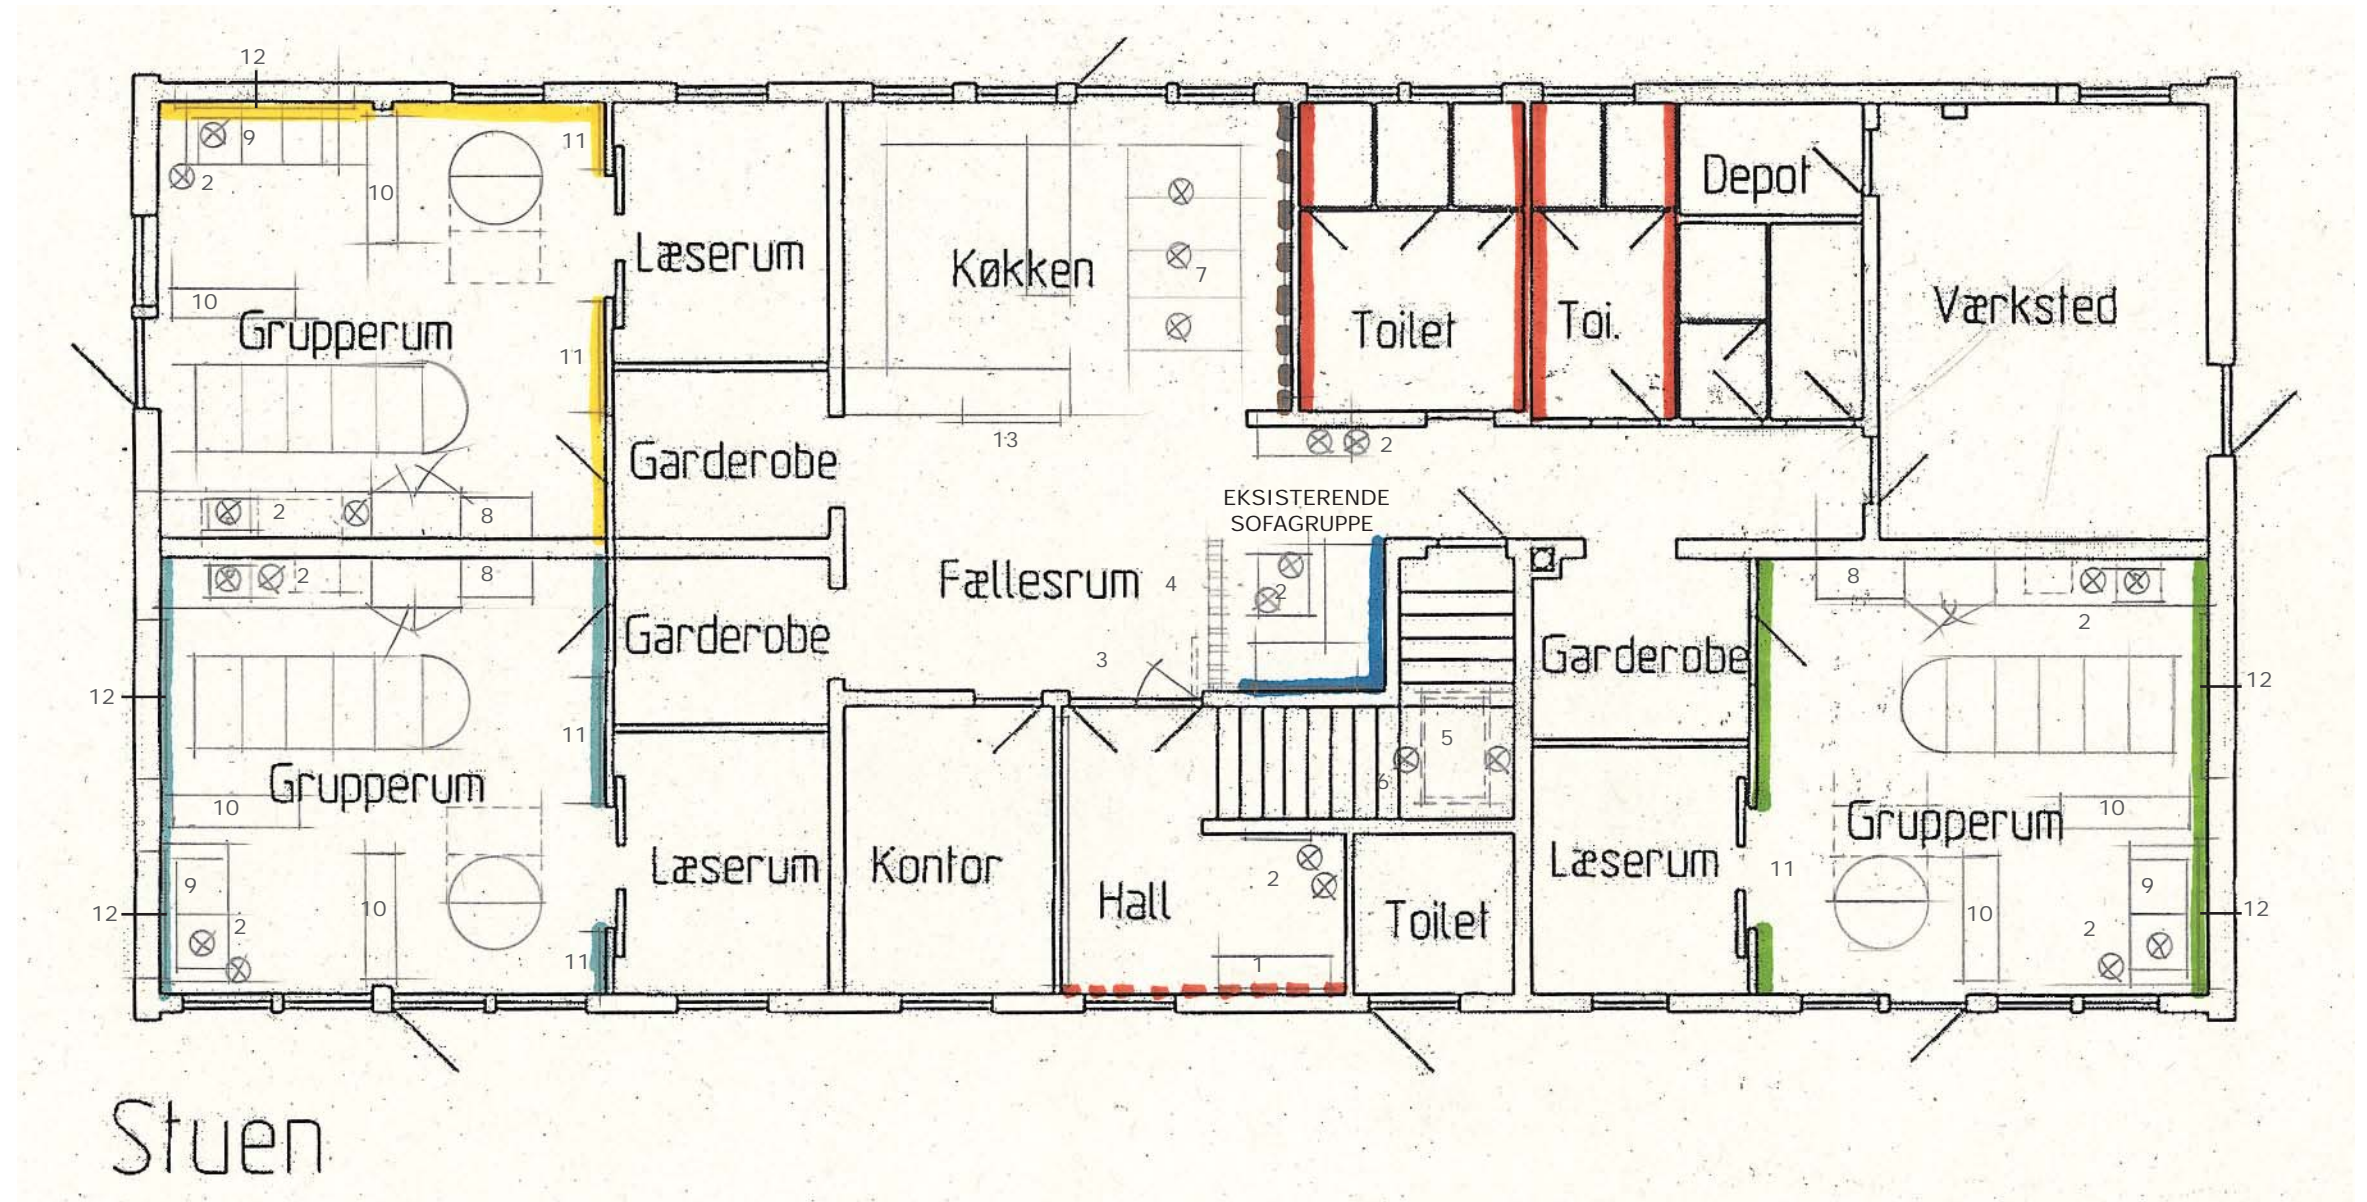 12
9
11
2
10
Depot
Læserum
Køkken
7
10
Værksted
Grupperum
Toilet
Toi.
11
13
2
Garderobe
EKSISTERENDE
SOFAGRUPPE
2
8
2
8
8
Fællesrum
4
2
2
Garderobe
Garderobe
3
12
12
11
5
6
Grupperum
10
10
Grupperum
Læserum
Kontor
Læserum
11
9
2
9
Hall
10
12
2
Toilet
10
2
12
11
1
Stuen